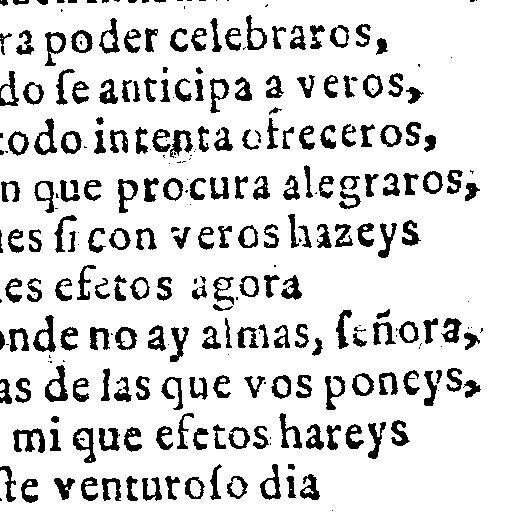 ra poder celebraros,
do ſe anticipa a veros,
todo intenta ofreceros,
n que procura alegraros,
es ſi con veros hazeys
es efetos agora
onde no ay almas, ſeñora,
as de las que vos poneys,
mi que efetos hareys
ſte venturoſo dia